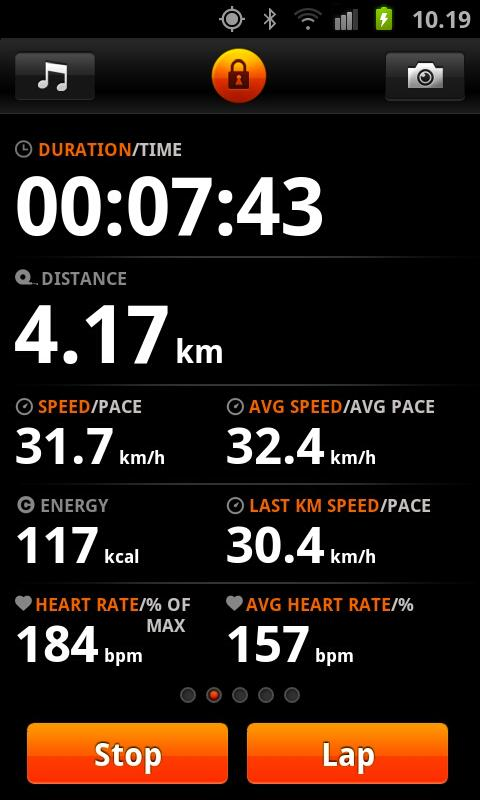 10.19
DURATION/TIME
00:07:43
DISTANCE
4.17 km
SPEED/PACE
31.7 km/h
AVG SPEED/AVG PACE
32.4 km/h
ENERGY
117 kcal
LAST KM SPEED/PACE
30.4 km/h
HEART RATE/% OF
MAX
184 bpm
AVG HEART RATE/%
157 bpm
Stop
Lap